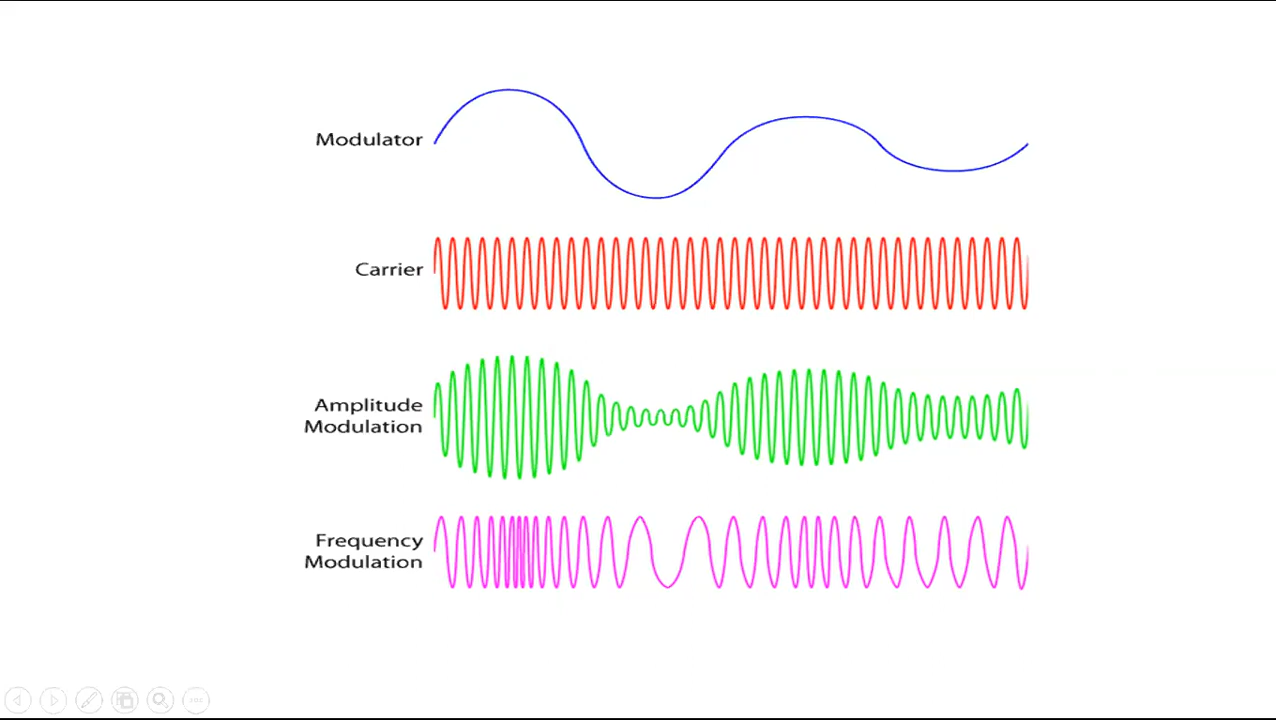 Modulator
Carrier
Amplitude
Modulation
Frequency
Modulation